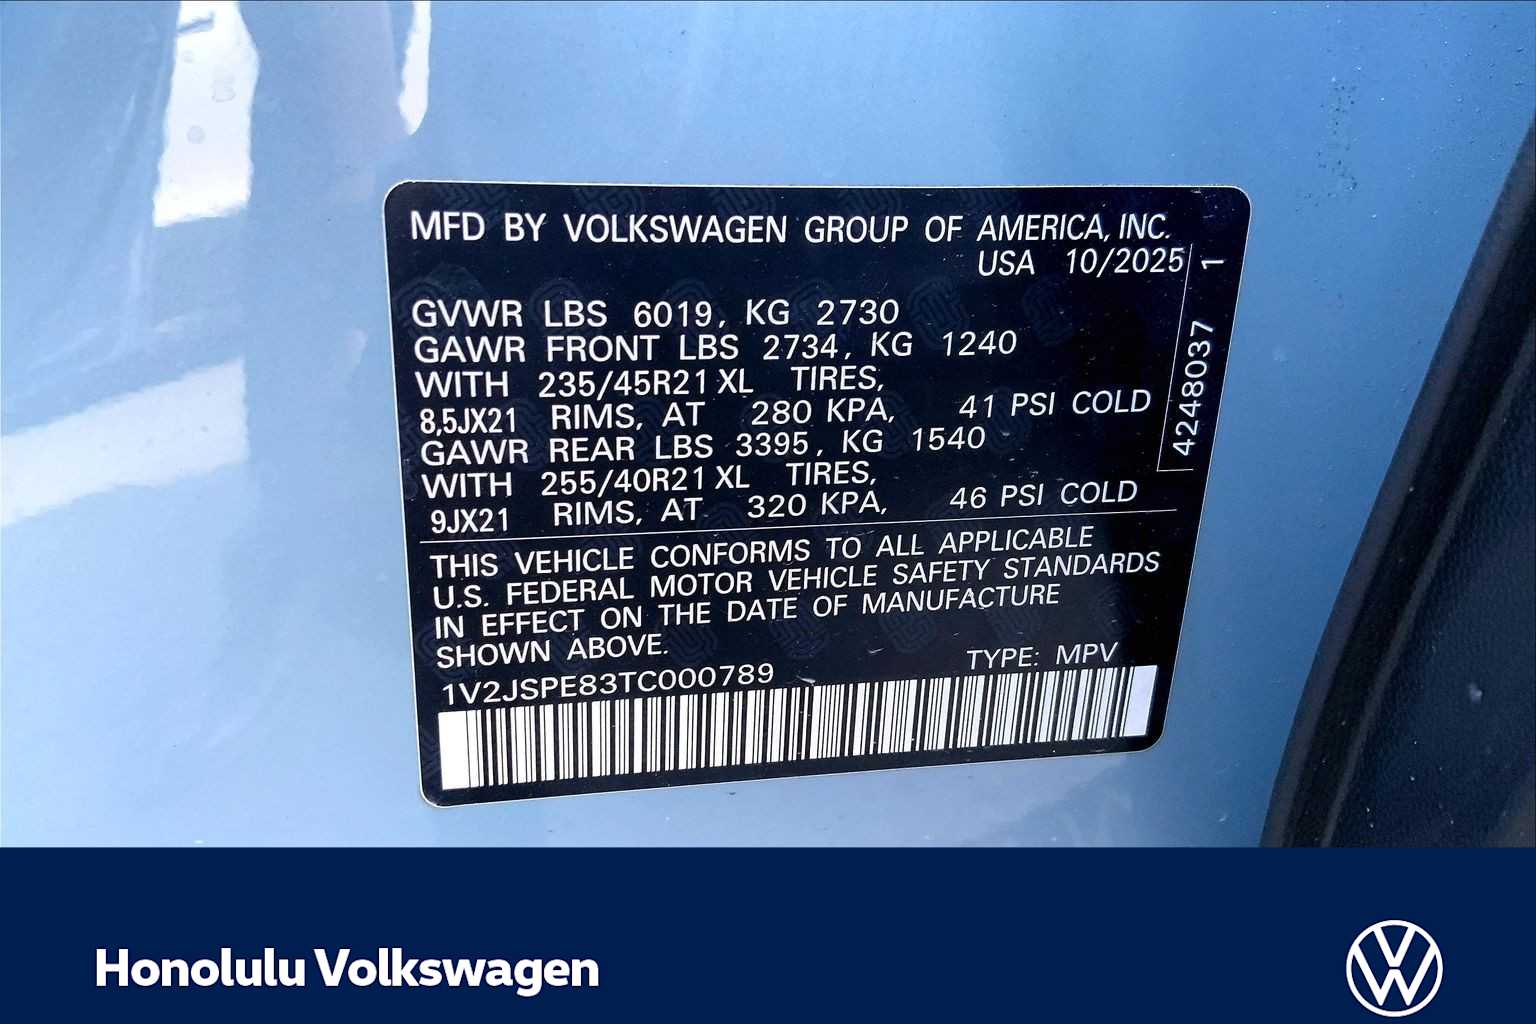 MFD BY VOLKSWAGEN GROUP OF AMERICA, INC.
USA 10/2025
GVWR LBS 6019, KG 2730
GAWR FRONT LBS 2734, KG 1240
WITH 235/45R21 XL TIRES,
8,5JX21 RIMS, AT 280 KPA, 41 PSI COLD
GAWR REAR LBS 3395, KG 1540
WITH 255/40R21 XL TIRES,
9JX21 RIMS, AT 320 KPA, 46 PSI COLD
4248037 1
THIS VEHICLE CONFORMS TO ALL APPLICABLE
U.S. FEDERAL MOTOR VEHICLE SAFETY STANDARDS
IN EFFECT ON THE DATE OF MANUFACTURE
SHOWN ABOVE.
1V2JSPE83TC000789 TYPE: MPV
Honolulu Volkswagen